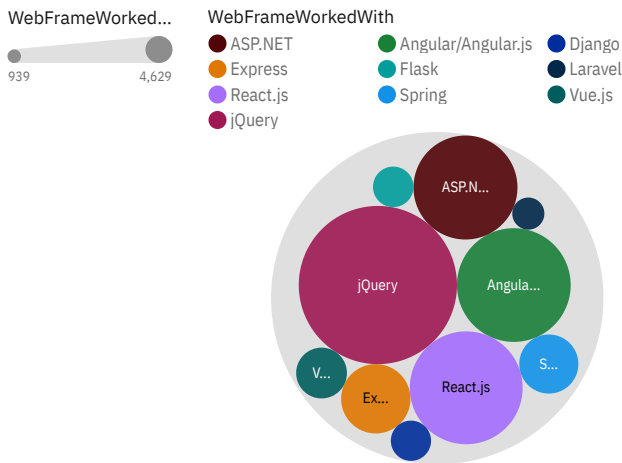 WebFrameWorked...
939
4,629
WebFrameWorkedWith
ASP.NET
Angular/Angular.js
Django
Express
Flask
Laravel
React.js
Spring
Vue.js
jQuery
ASP.N...
jQuery
Angula...
S...
V...
React.js
Ex...